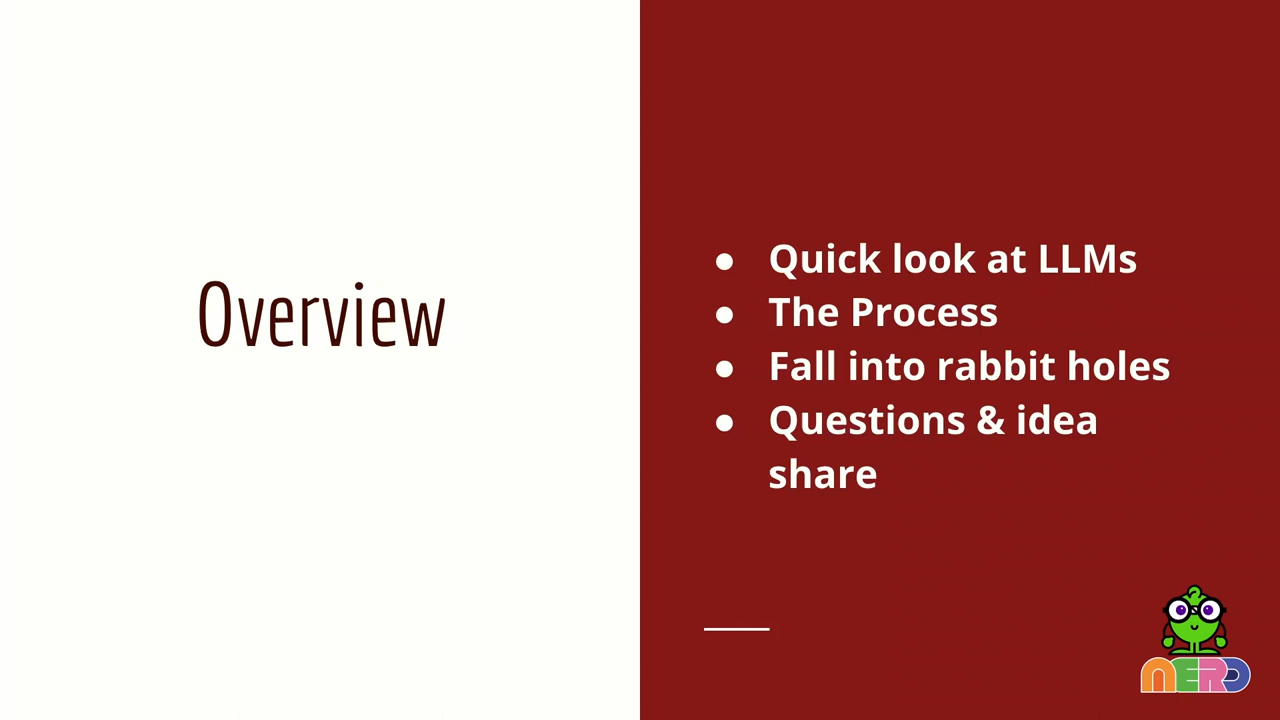 Overview
● Quick look at LLMs
● The Process
● Fall into rabbit holes
● Questions & idea
share
NERD